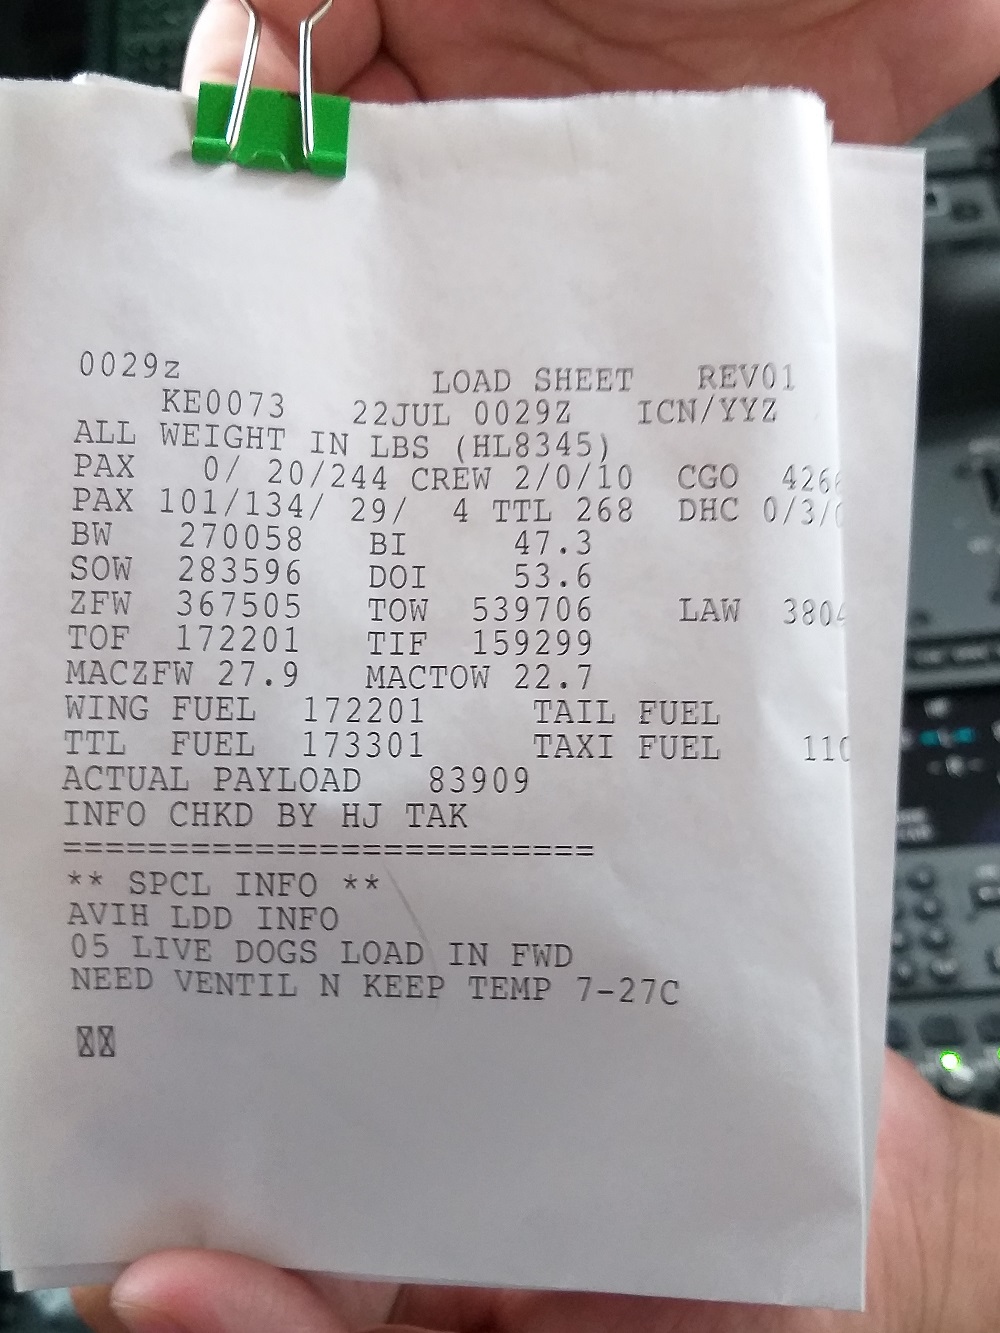 0029z
LOAD SHEET REV01
KE0073 22JUL 0029Z ICN/YYZ
ALL WEIGHT IN LBS (HL8345)
PAX 0/ 20/244 CREW 2/0/10 CGO
PAX 101/134/ 29/ 4 TTL 268 DHC
BW 270058 BI 47.3
SOW 283596 DOI 53.6
ZFW 367505 TOW 539706 LAW
TOF 172201 TIF 159299
MACZFW 27.9 MACTOW 22.7
WING FUEL 172201 TAIL FUEL
TTL FUEL 173301 TAXI FUEL
ACTUAL PAYLOAD 83909
INFO CHKD BY HJ TAK
=========================
** SPCL INFO **
AVIH LDD INFO
05 LIVE DOGS LOAD IN FWD
NEED VENTIL N KEEP TEMP 7-27C